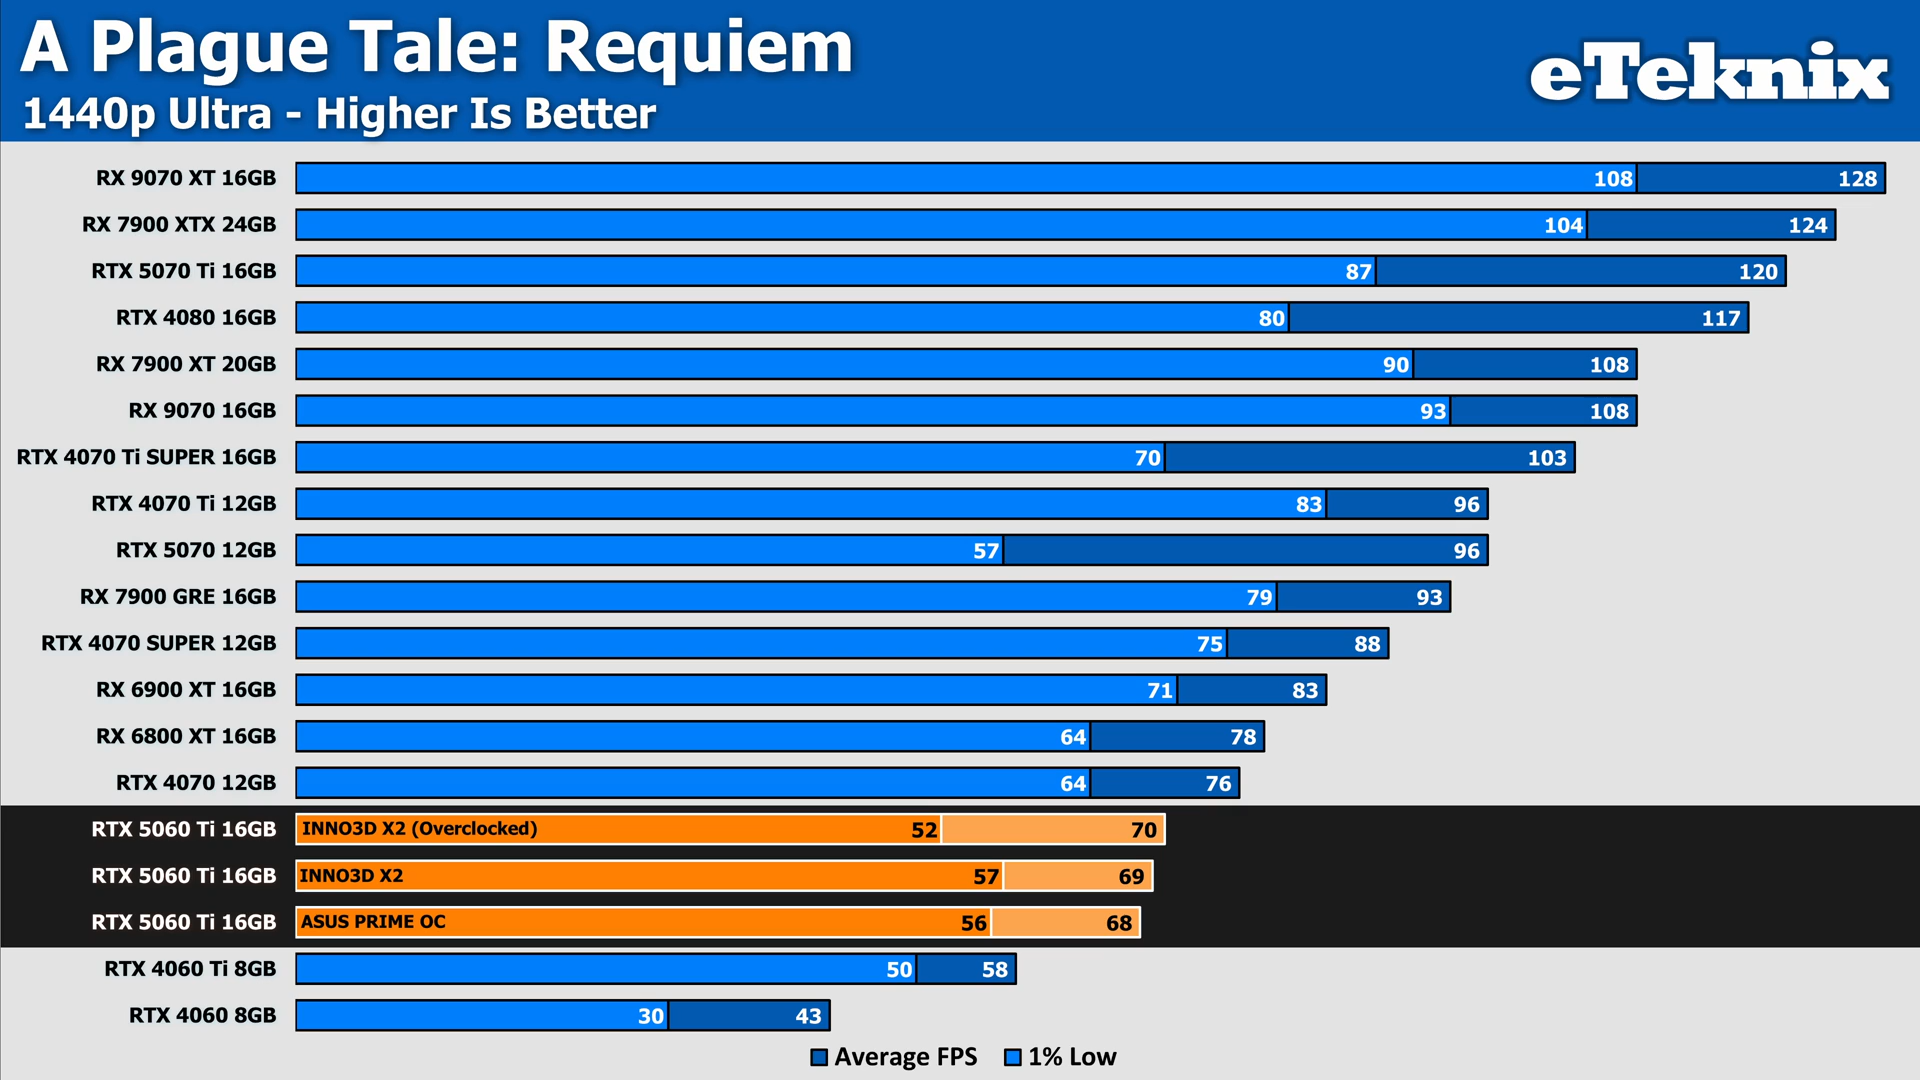 A Plague Tale: Requiem
1440p Ultra - Higher Is Better
eTeknix
RX 9070 XT 16GB 108 128
RX 7900 XTX 24GB 104 124
RTX 5070 Ti 16GB 87 120
RTX 4080 16GB 80 117
RX 7900 XT 20GB 90 108
RX 9070 16GB 93 108
RTX 4070 Ti SUPER 16GB 70 103
RTX 4070 Ti 12GB 83 96
RTX 5070 12GB 57 96
RX 7900 GRE 16GB 79 93
RTX 4070 SUPER 12GB 75 88
RX 6900 XT 16GB 71 83
RX 6800 XT 16GB 64 78
RTX 4070 12GB 64 76
RTX 5060 Ti 16GB INNO3D X2 (Overclocked) 52 70
RTX 5060 Ti 16GB INNO3D X2 57 69
RTX 5060 Ti 16GB ASUS PRIME OC 56 68
RTX 4060 Ti 8GB 50 58
RTX 4060 8GB 30 43
Average FPS 1% Low